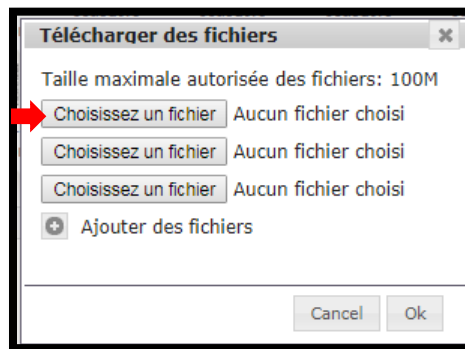 Télécharger des fichiers
Taille maximale autorisée des fichiers: 100M
Choisissez un fichier Aucun fichier choisi
Choisissez un fichier Aucun fichier choisi
Choisissez un fichier Aucun fichier choisi
Ajouter des fichiers
Cancel Ok